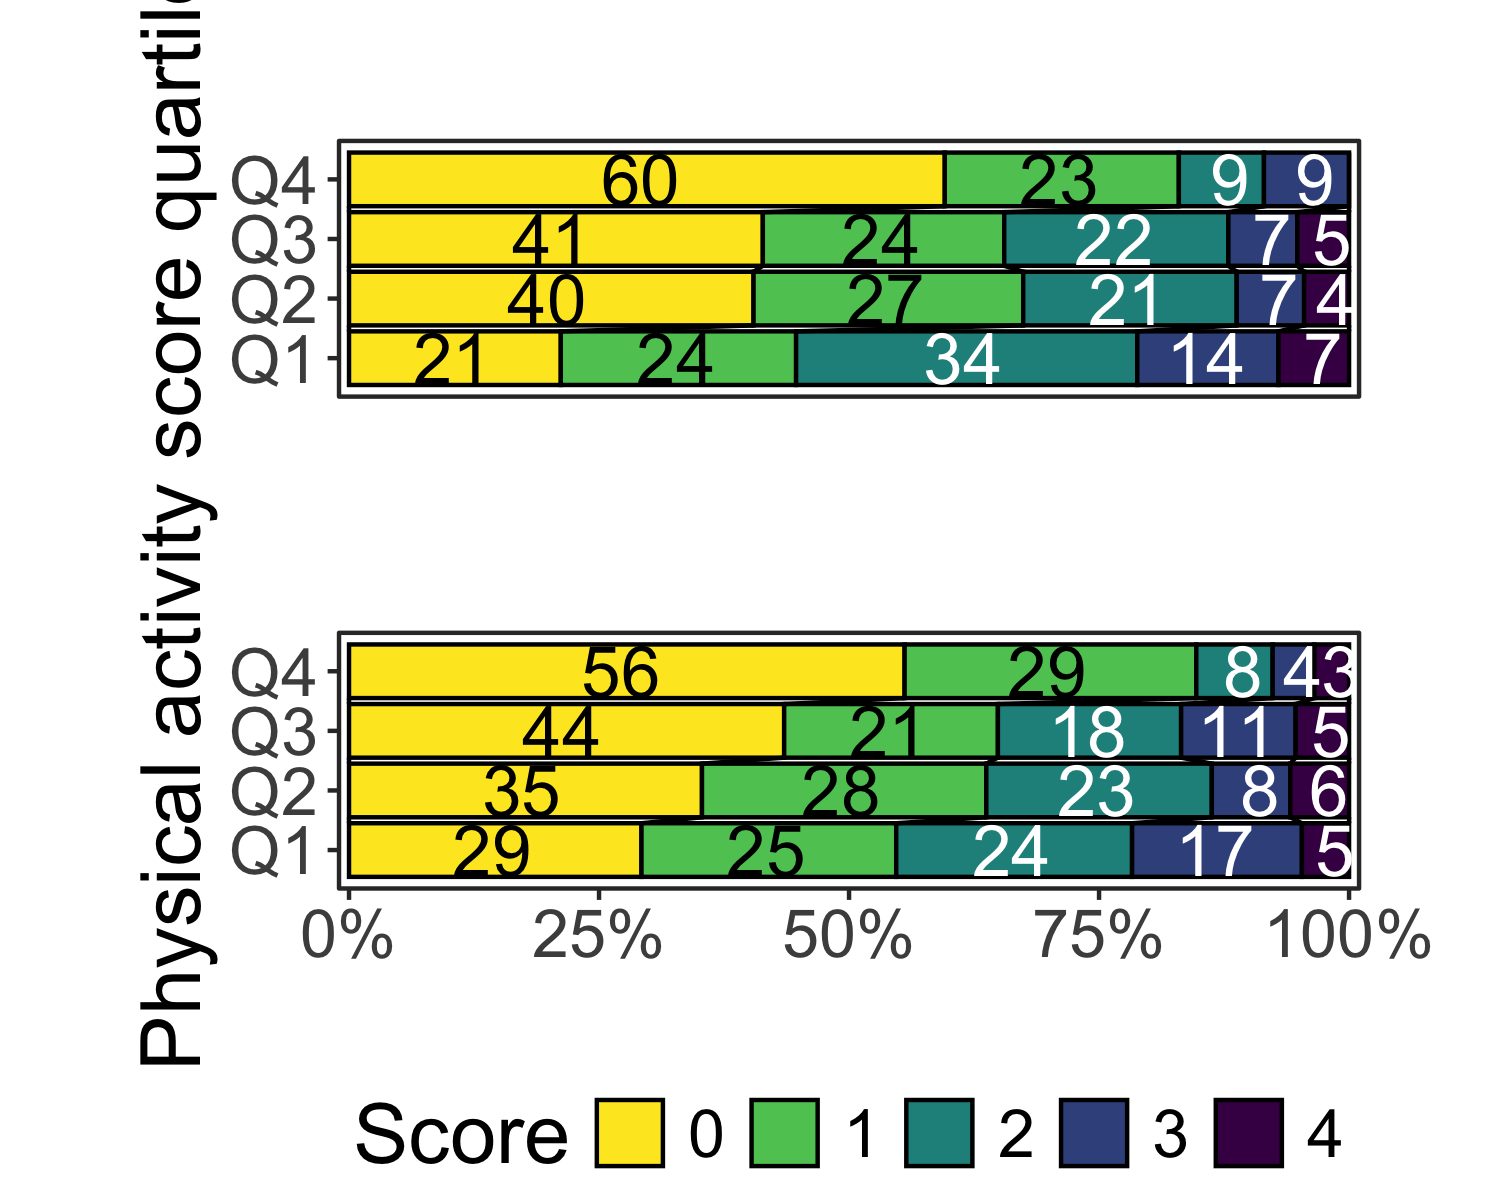 Physical activity score quartil
Q4 60 23 9 9
Q3 41 24 22 7 5
Q2 40 27 21 7 4
Q1 21 24 34 14 7
Q4 56 29 8 4 3
Q3 44 21 18 11 5
Q2 35 28 23 8 6
Q1 29 25 24 17 5
0% 25% 50% 75% 100%
Score 0 1 2 3 4